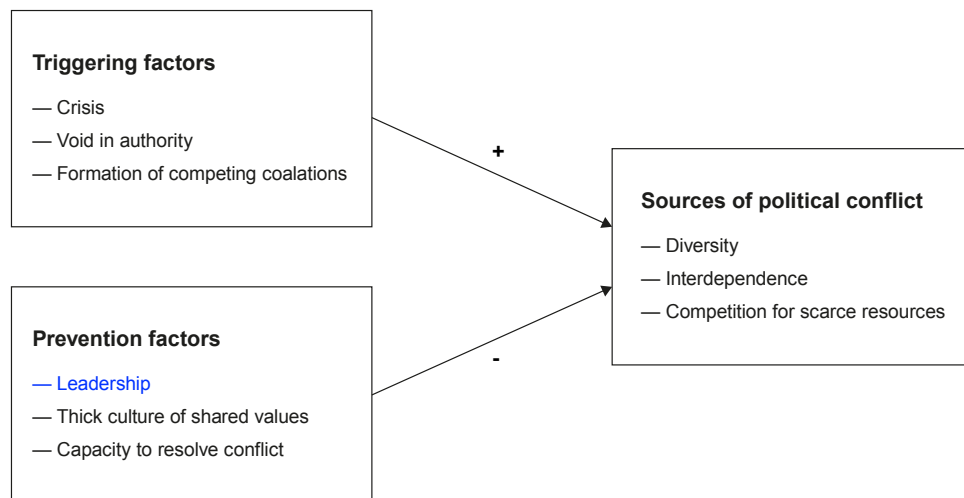 Triggering factors
— Crisis
— Void in authority
— Formation of competing coalations
+
Sources of political conflict
— Diversity
— Interdependence
— Competition for scarce resources
Prevention factors
— Leadership
— Thick culture of shared values
— Capacity to resolve conflict
-